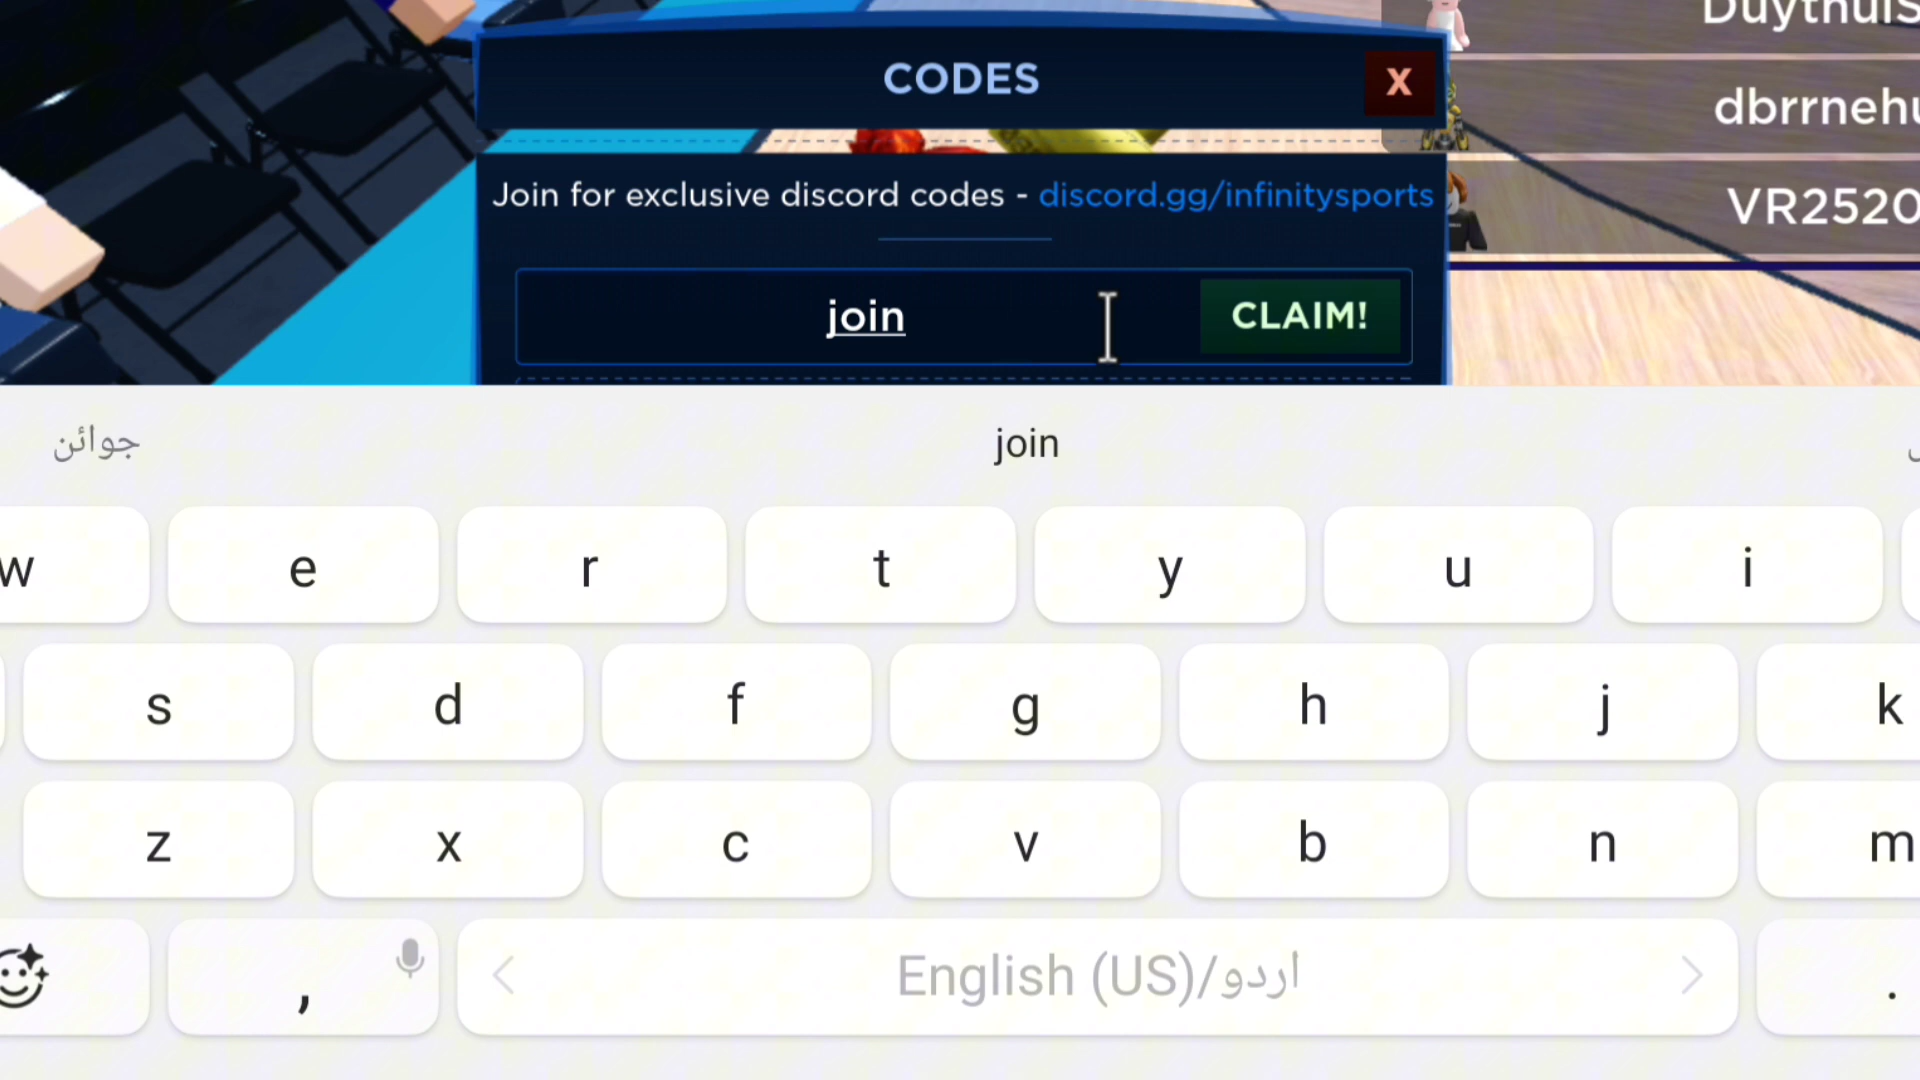 CODES
X
dbrrnehu
Join for exclusive discord codes - discord.gg/infinitysports
VR2520
join
CLAIM!
جوائن
join
w
e
r
t
y
u
i
s
d
f
g
h
j
k
z
x
c
v
b
n
m
,
English (US)/اردو
.